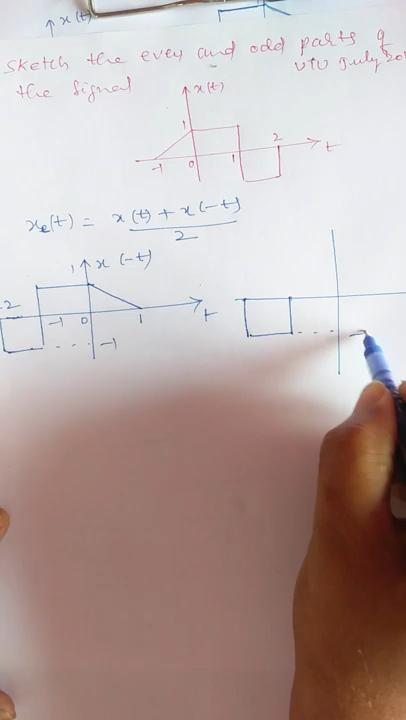 x(t)
Sketch the even and odd parts of
the signal VTU July 20
x(t)
1
-1 0 1 2 t
xe(t) = x(t) + x(-t)
2
1 x(-t)
-2 -1 0 1 t
-1